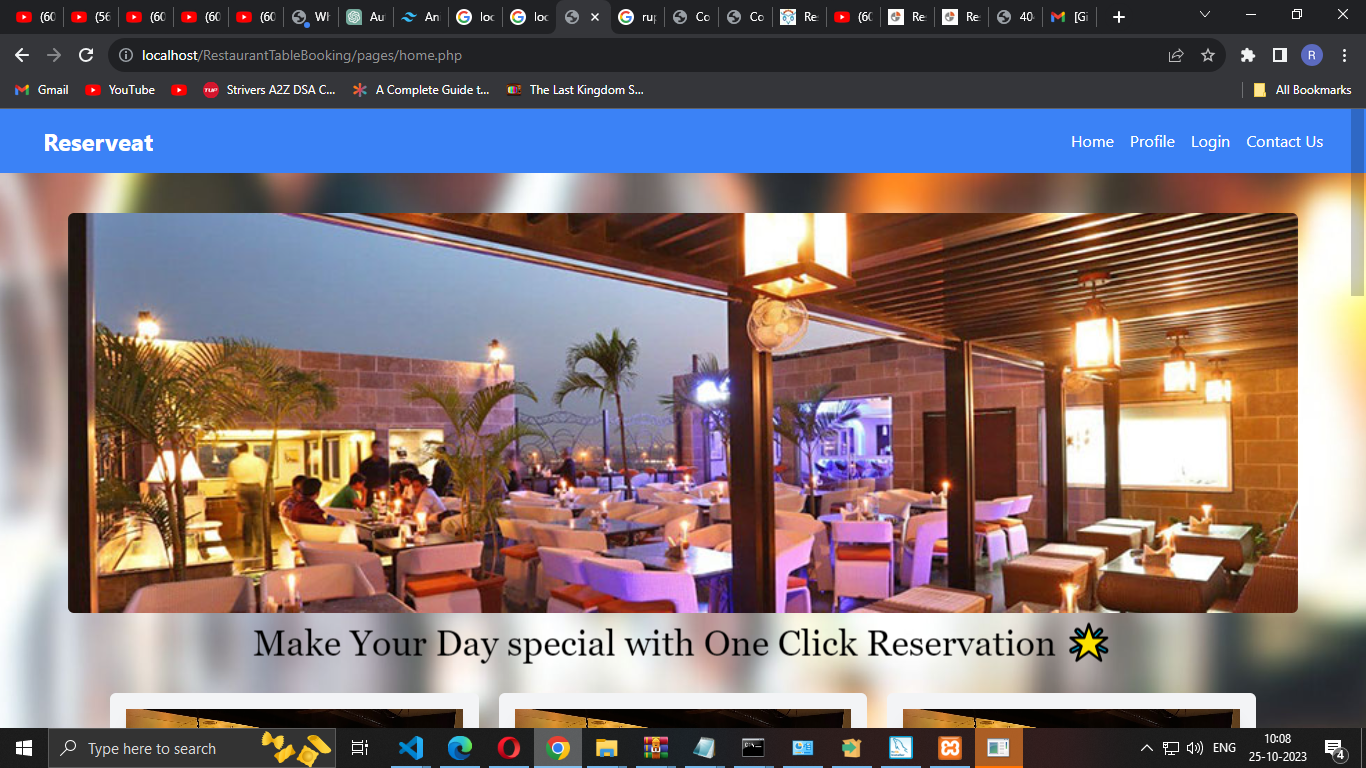 (60
(56
(60
(60
(60
Wh
Au
An
loc
loc
rup
Co
Co
Re
(60
Re
Re
40
[Gi
localhost/RestaurantTableBooking/pages/home.php
R
Gmail
YouTube
Strivers A2Z DSA C...
A Complete Guide t...
The Last Kingdom S...
All Bookmarks
Reserveat
Home
Profile
Login
Contact Us
Make Your Day special with One Click Reservation
Type here to search
ENG
10:08
25-10-2023
4